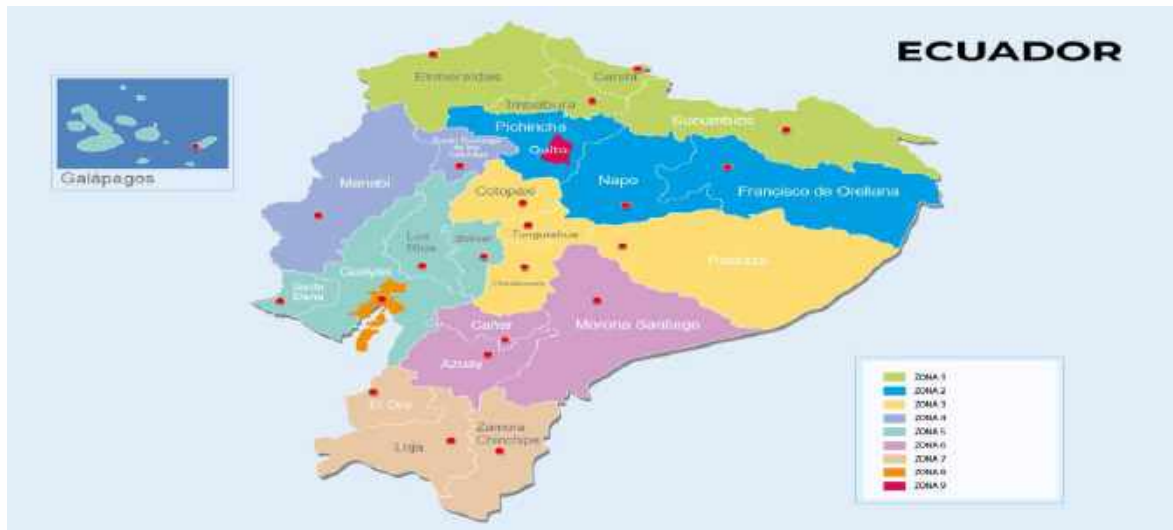 ECUADOR
Esmeraldas
Carchi
Imbabura
Sucumbíos
Pichincha
Quito
Galápagos
Manabí
Napo
Francisco de Orellana
Cotopaxi
Los
Ríos
Bolívar
Tungurahua
Pastaza
Guayas
Santa
Elena
Cañar
Morona Santiago
Azuay
El Oro
Zamora
Chinchipe
Loja
ZONA 1
ZONA 2
ZONA 3
ZONA 4
ZONA 5
ZONA 6
ZONA 7
ZONA 8
ZONA 9